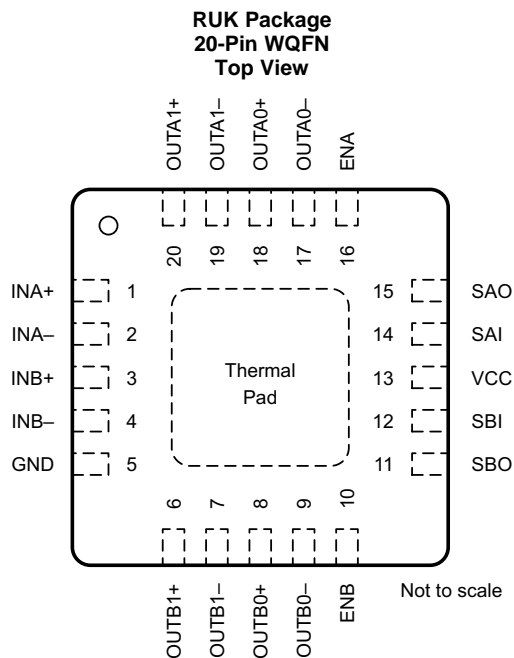 RUK Package
20-Pin WQFN
Top View
OUTA1+
OUTA1–
OUTA0+
OUTA0–
ENA
20
19
18
17
16
INA+ 1
INA– 2
INB+ 3
INB– 4
GND 5
Thermal
Pad
15 SAO
14 SAI
13 VCC
12 SBI
11 SBO
6
7
8
9
10
OUTB1+
OUTB1–
OUTB0+
OUTB0–
ENB
Not to scale